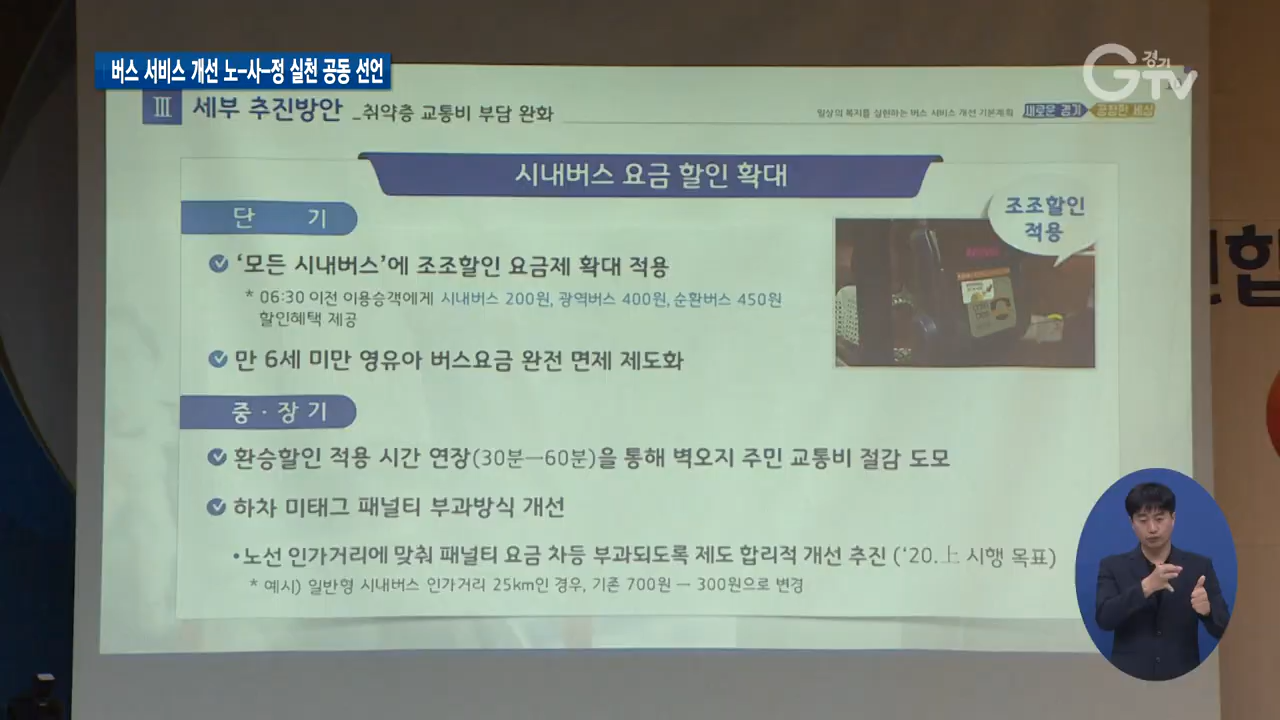 버스 서비스 개선 노-사-정 실천 공동 선언
G경기TV
Ⅲ 세부 추진방안 _취약층 교통비 부담 완화
일상의 복지를 실현하는 버스 서비스 개선 기본계획 새로운 경기 공정한 세상
시내버스 요금 할인 확대
조조할인
적용
단 기
‘모든 시내버스’에 조조할인 요금제 확대 적용
* 06:30 이전 이용승객에게 시내버스 200원, 광역버스 400원, 순환버스 450원
할인혜택 제공
만 6세 미만 영유아 버스요금 완전 면제 제도화
중·장기
환승할인 적용 시간 연장(30분→60분)을 통해 벽오지 주민 교통비 절감 도모
하차 미태그 패널티 부과방식 개선
•노선 인가거리에 맞춰 패널티 요금 차등 부과되도록 제도 합리적 개선 추진 (‘20.上 시행 목표)
* 예시) 일반형 시내버스 인가거리 25km인 경우, 기존 700원 → 300원으로 변경